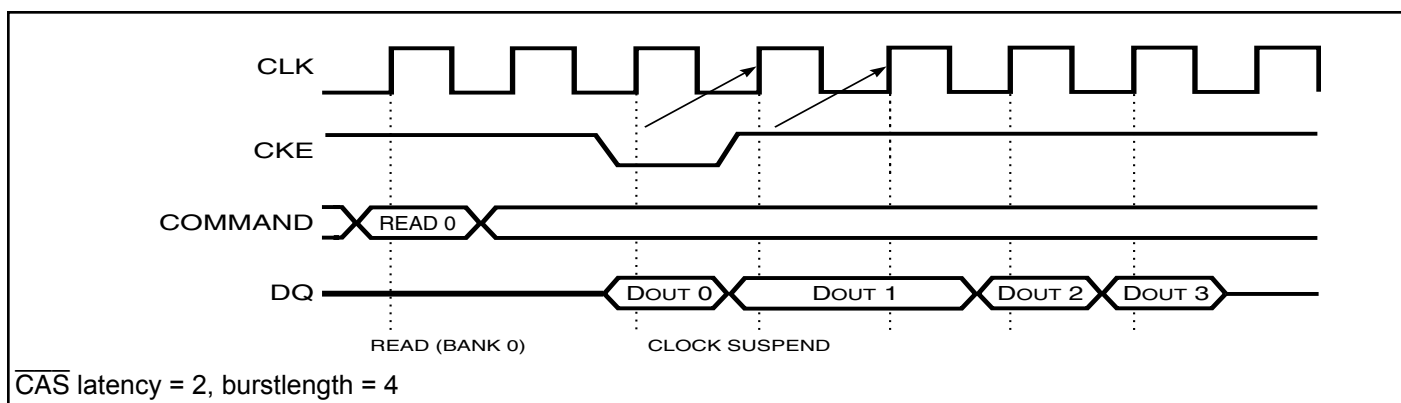 CLK
CKE
COMMAND
READ 0
DQ
DOUT 0
DOUT 1
DOUT 2
DOUT 3
READ (BANK 0)
CLOCK SUSPEND
C̅A̅S̅ latency = 2, burstlength = 4